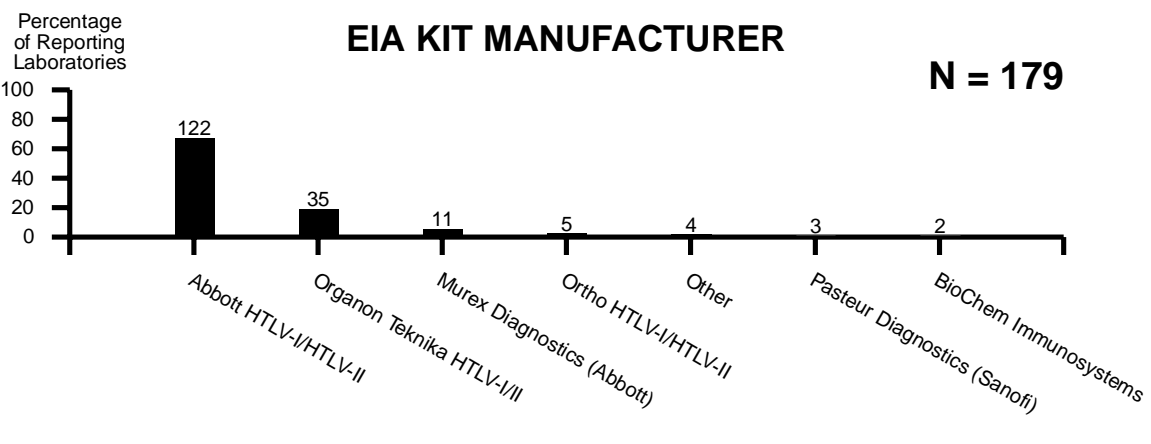 Percentage
of Reporting
Laboratories
EIA KIT MANUFACTURER
N = 179
100
80
60
40
20
0
122
35
11
5
4
3
2
Abbott HTLV-I/HTLV-II
Organon Teknika HTLV-I/II
Murex Diagnostics (Abbott)
Ortho HTLV-I/HTLV-II
Other
Pasteur Diagnostics (Sanofi)
BioChem Immunosystems